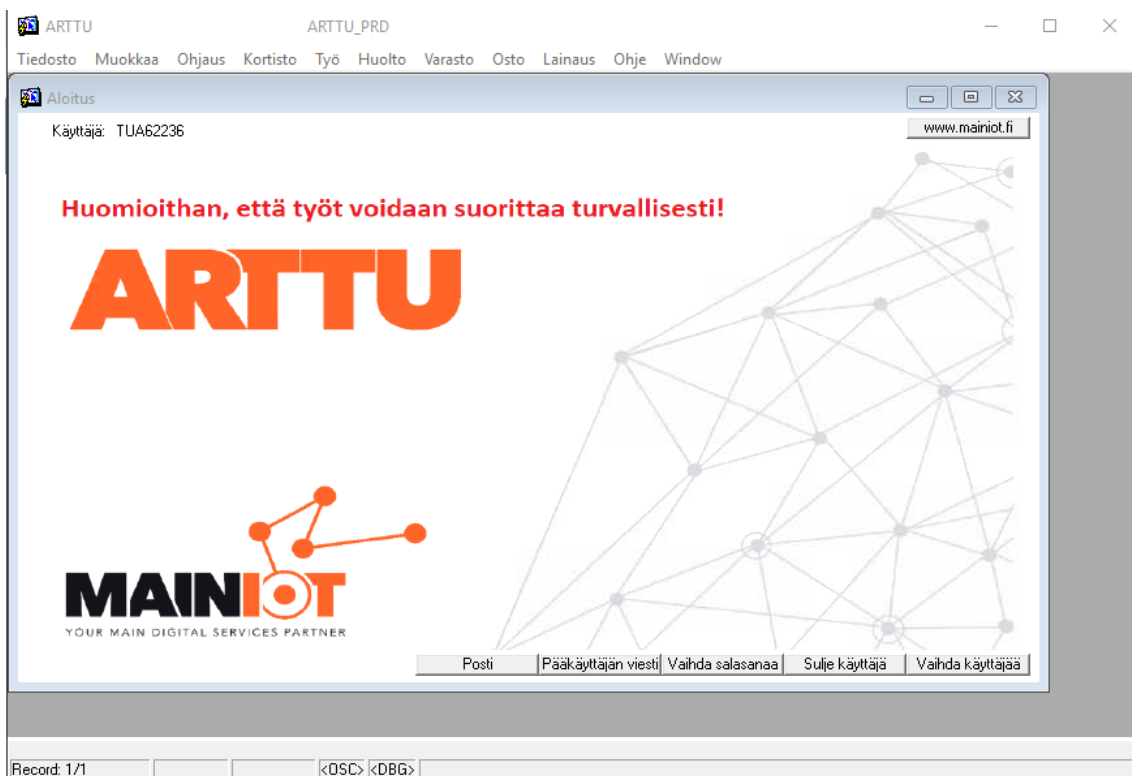 ARTTU ARTTU_PRD
Tiedosto Muokkaa Ohjaus Kortisto Työ Huolto Varasto Osto Lainaus Ohje Window
Aloitus
Käyttäjä: TUA62236 www.mainiot.fi
Huomioithan, että työt voidaan suorittaa turvallisesti!
ARTTU
MAINIOT
YOUR MAIN DIGITAL SERVICES PARTNER
Posti Pääkäyttäjän viesti Vaihda salasanaa Sulje käyttäjä Vaihda käyttäjää
Record: 1/1 <OSC> <DBG>